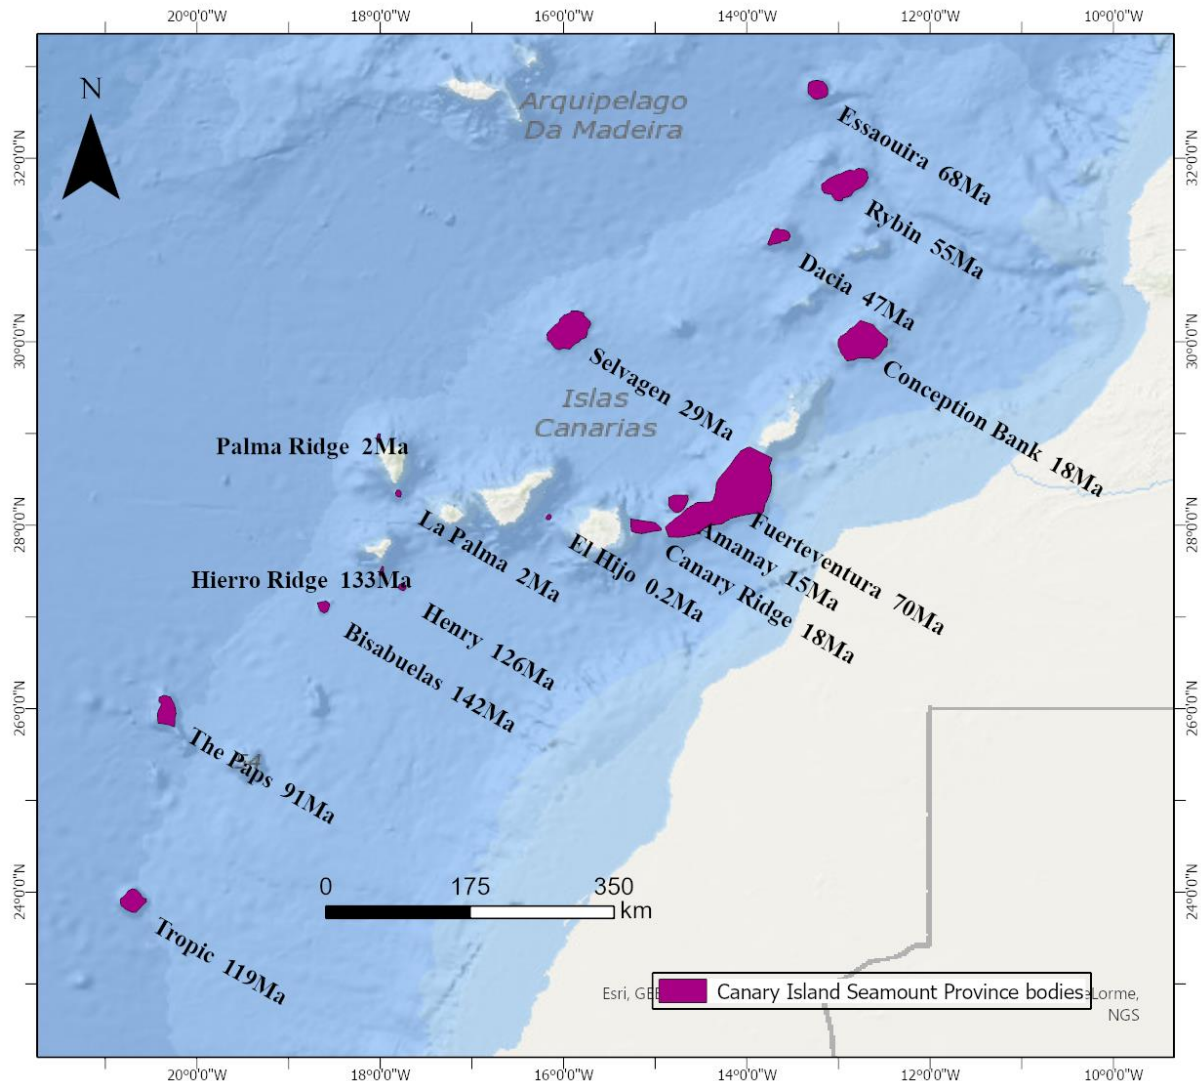 20°0'0"W 18°0'0"W 16°0'0"W 14°0'0"W 12°0'0"W 10°0'0"W
N
Arquipelago
Da Madeira
Essaouira 68Ma
32°0'0"N
32°0'0"N
Rybin 55Ma
Dacia 47Ma
30°0'0"N
30°0'0"N
Selvagen 29Ma
Conception Bank 18Ma
Islas
Canarias
Palma Ridge 2Ma
28°0'0"N
28°0'0"N
La Palma 2Ma
El Hijo 0.2Ma
Amanay 15Ma
Fuerteventura 70Ma
Canary Ridge 18Ma
Hierro Ridge 133Ma
Henry 126Ma
Bisabuelas 142Ma
26°0'0"N
26°0'0"N
The Paps 91Ma
24°0'0"N
24°0'0"N
0 175 350
km
Tropic 119Ma
Canary Island Seamount Province bodies
Esri,
NGS
20°0'0"W 18°0'0"W 16°0'0"W 14°0'0"W 12°0'0"W 10°0'0"W